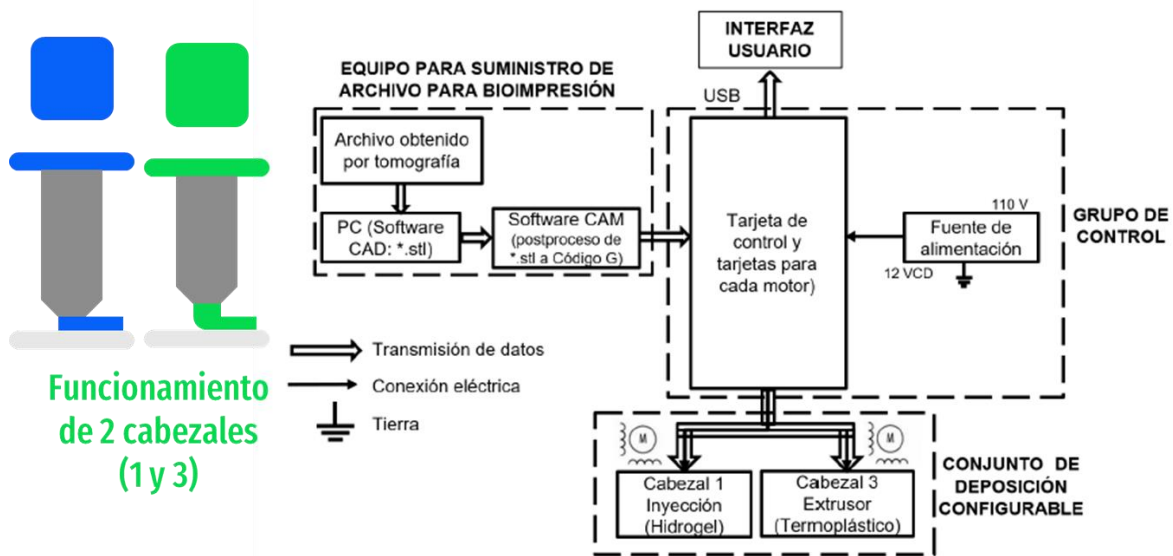 Funcionamiento
de 2 cabezales
(1 y 3)
EQUIPO PARA SUMINISTRO DE
ARCHIVO PARA BIOIMPRESIÓN
Archivo obtenido
por tomografía
PC (Software
CAD: *.stl)
Software CAM
(postproceso de
*.stl a Código G)
INTERFAZ
USUARIO
USB
Tarjeta de
control y
tarjetas para
cada motor)
110 V
Fuente de
alimentación
12 VCD
GRUPO DE
CONTROL
Transmisión de datos
Conexión eléctrica
Tierra
M
M
Cabezal 1
Inyección
(Hidrogel)
Cabezal 3
Extrusor
(Termoplástico)
CONJUNTO DE
DEPOSICIÓN
CONFIGURABLE